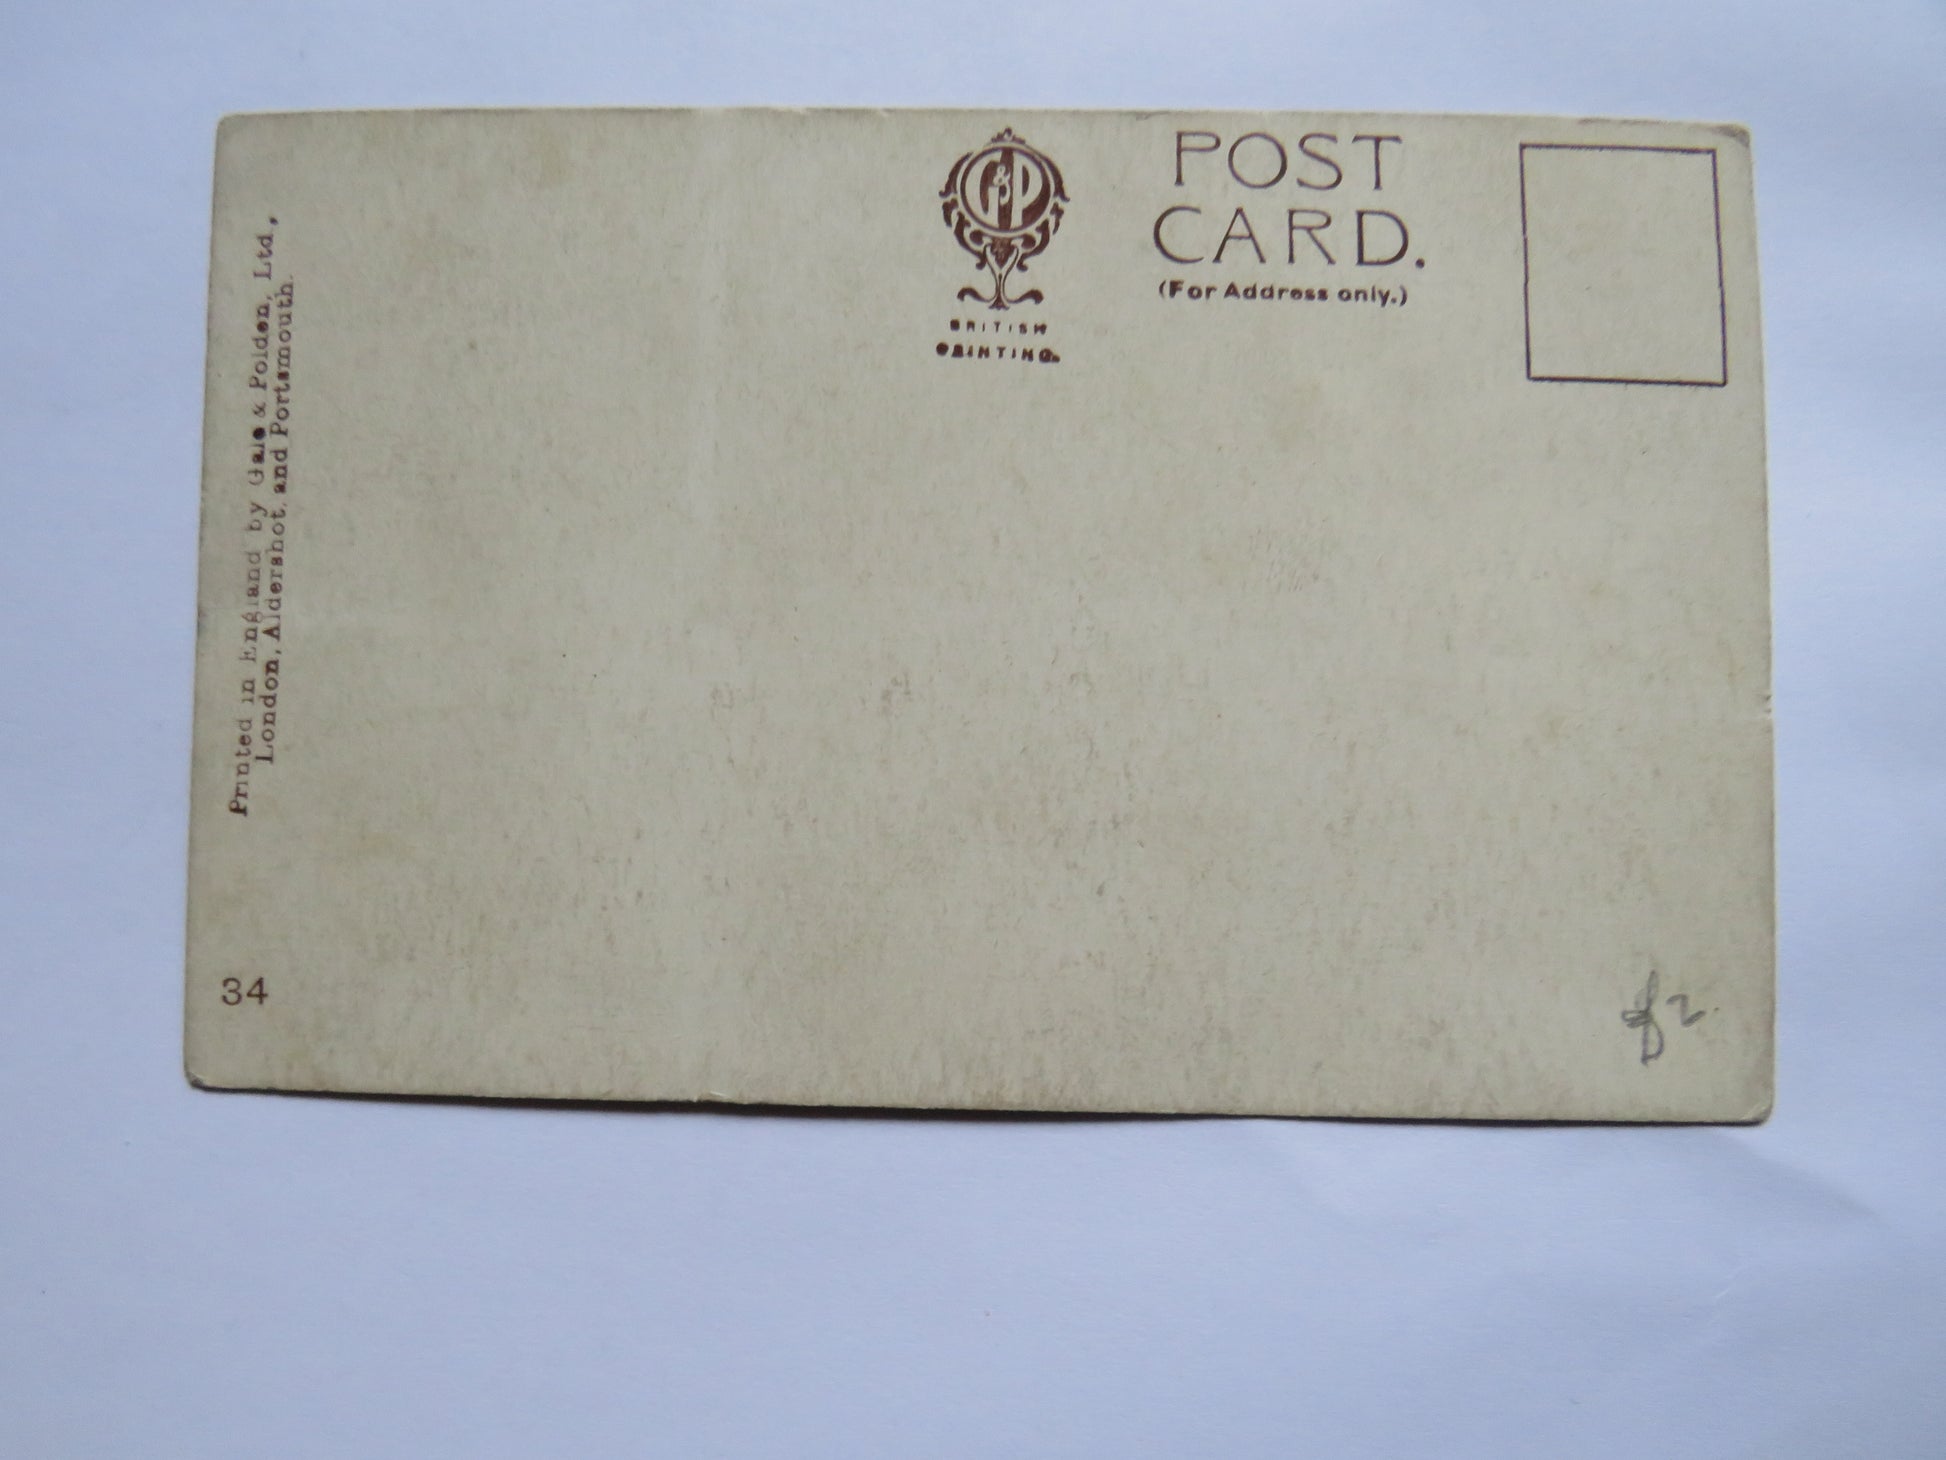 G&P
BRITISH
PRINTING.
POST
CARD.
(For Address only.)
Printed in England by Gale & Polden, Ltd.,
London, Aldershot, and Portsmouth.
34
2